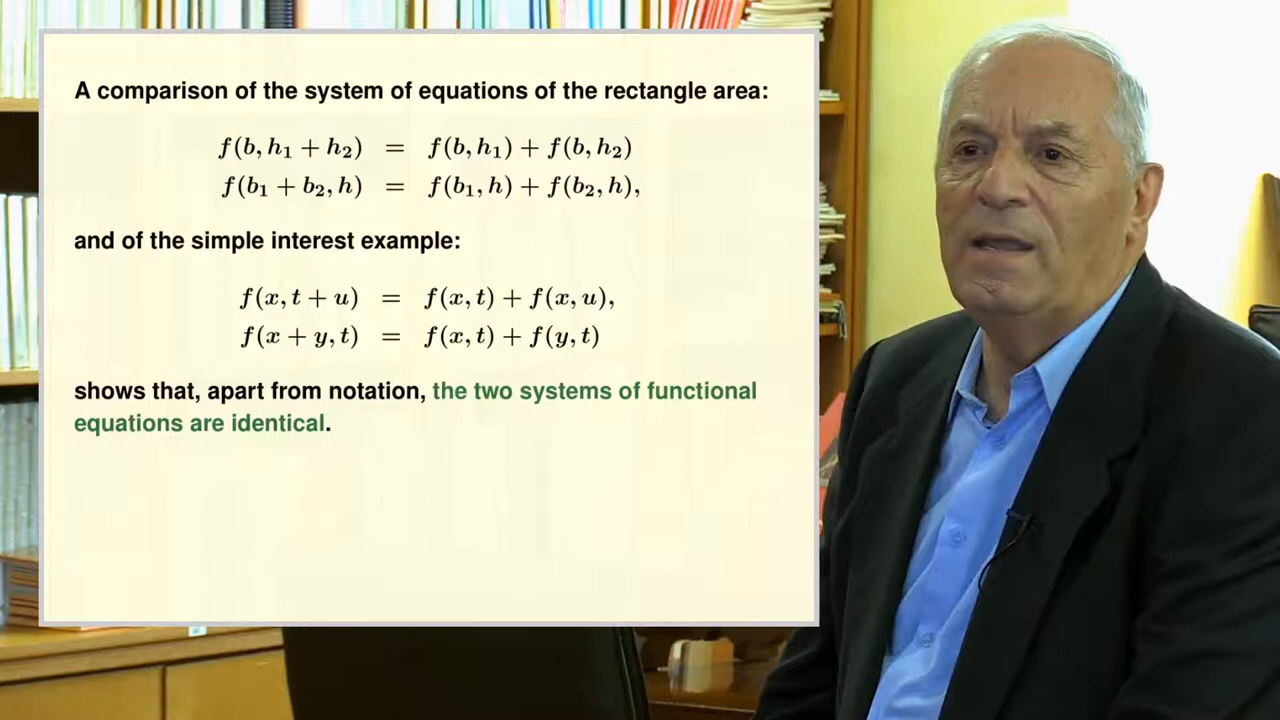 A comparison of the system of equations of the rectangle area:
f(b, h₁ + h₂) = f(b, h₁) + f(b, h₂)
f(b₁ + b₂, h) = f(b₁, h) + f(b₂, h),
and of the simple interest example:
f(x, t + u) = f(x, t) + f(x, u),
f(x + y, t) = f(x, t) + f(y, t)
shows that, apart from notation, the two systems of functional
equations are identical.